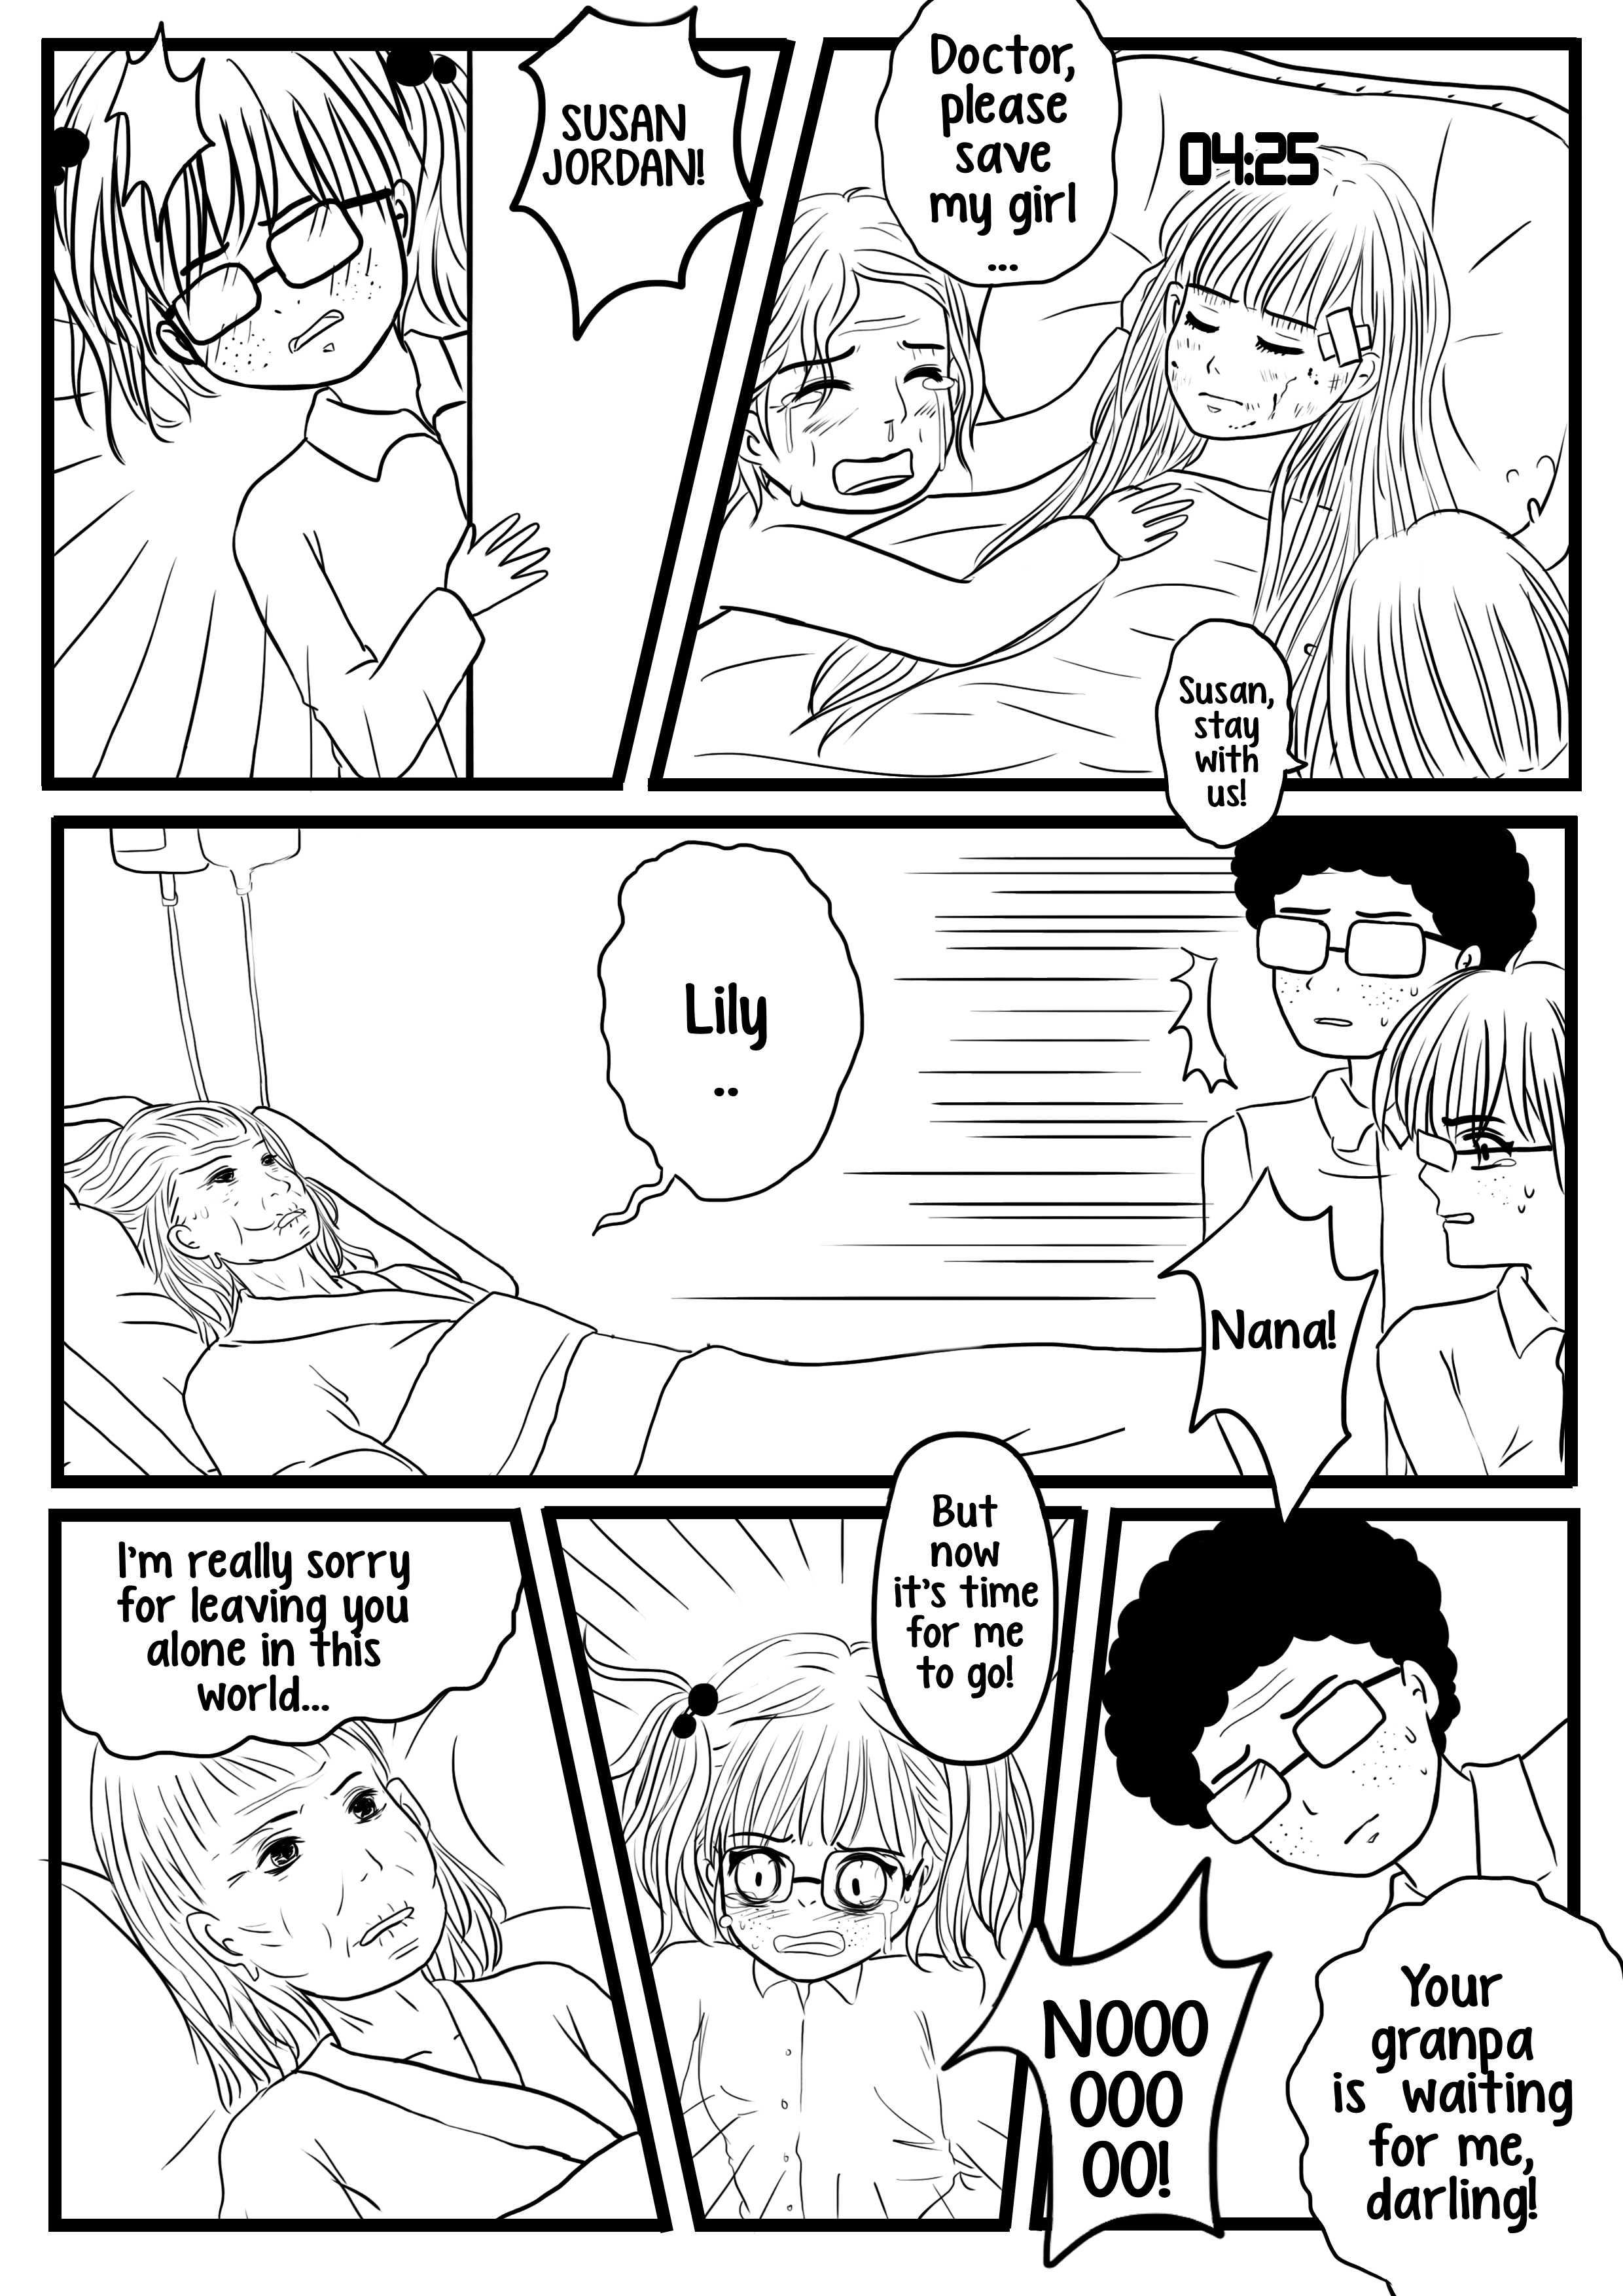 SUSAN
JORDAN!
Doctor,
please
save
my girl
...
04:25
Susan,
stay
with
us!
Lily
..
Nana!
I'm really sorry
for leaving you
alone in this
world...
But
now
it's time
for me
to go!
NOOO
OOO
OO!
Your
granpa
is waiting
for me,
darling!